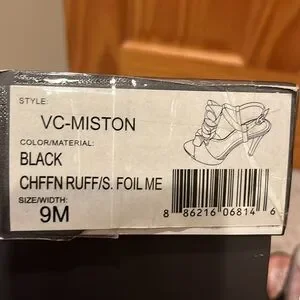 STYLE:
VC-MISTON
COLOR/MATERIAL:
BLACK
CHFFN RUFF/S. FOIL ME
SIZE/WIDTH:
9M
8 86216 06814 6